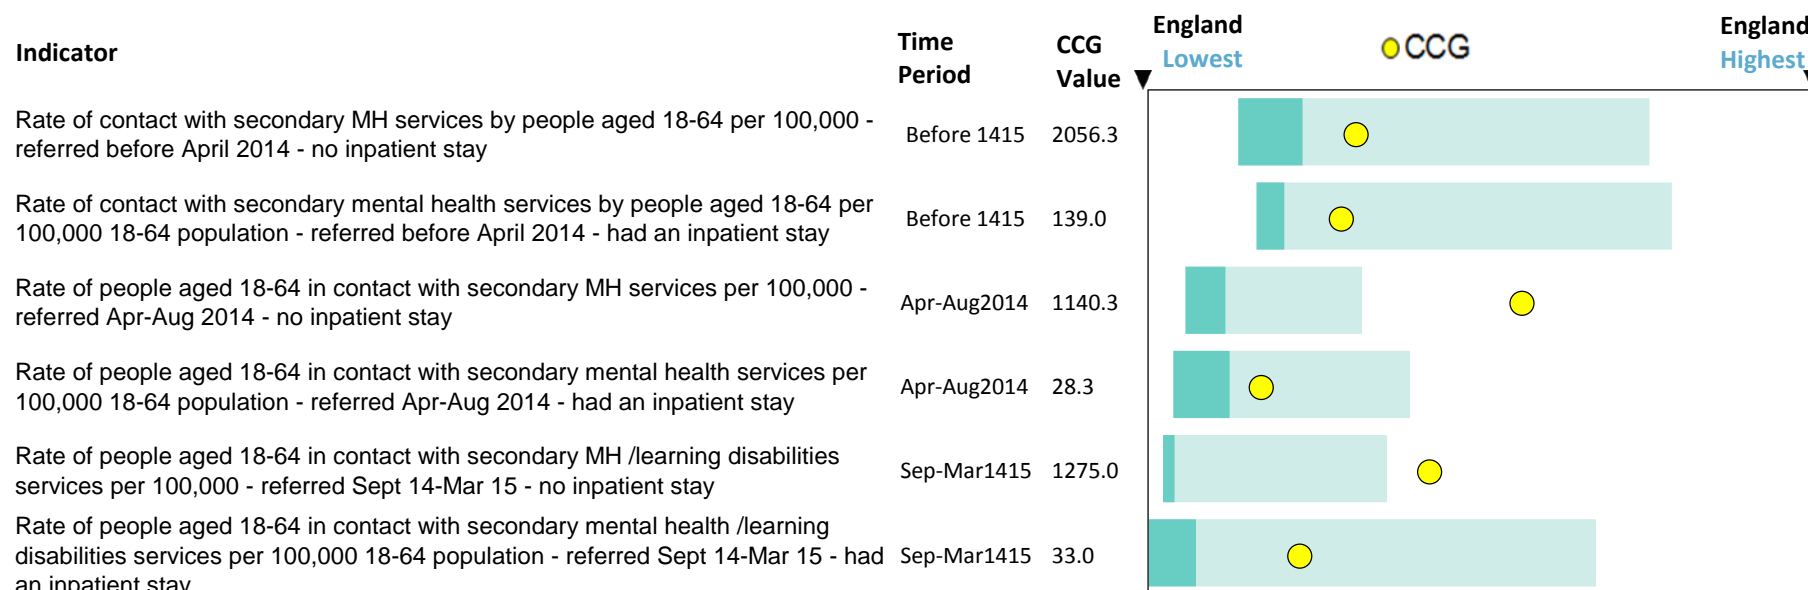 Indicator
Time
Period
CCG
Value
England
Lowest
CCG
England
Highest
Rate of contact with secondary MH services by people aged 18-64 per 100,000 -
referred before April 2014 - no inpatient stay
Before 1415
2056.3
Rate of contact with secondary mental health services by people aged 18-64 per
100,000 18-64 population - referred before April 2014 - had an inpatient stay
Before 1415
139.0
Rate of people aged 18-64 in contact with secondary MH services per 100,000 -
referred Apr-Aug 2014 - no inpatient stay
Apr-Aug2014
1140.3
Rate of people aged 18-64 in contact with secondary mental health services per
100,000 18-64 population - referred Apr-Aug 2014 - had an inpatient stay
Apr-Aug2014
28.3
Rate of people aged 18-64 in contact with secondary MH /learning disabilities
services per 100,000 - referred Sept 14-Mar 15 - no inpatient stay
Sep-Mar1415
1275.0
Rate of people aged 18-64 in contact with secondary mental health /learning
disabilities services per 100,000 18-64 population - referred Sept 14-Mar 15 - had
an inpatient stay
Sep-Mar1415
33.0